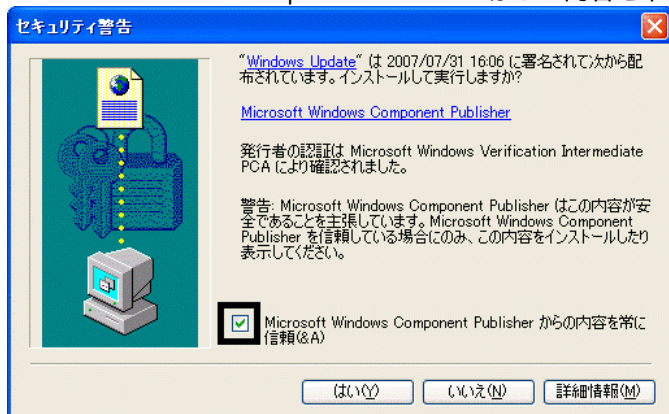 セキュリティ警告
"Windows Update" は 2007/07/31 16:06 に署名されて次から配
布されています。インストールして実行しますか?
Microsoft Windows Component Publisher
発行者の認証は Microsoft Windows Verification Intermediate
PCA により確認されました。
警告: Microsoft Windows Component Publisher はこの内容が安
全であることを主張しています。Microsoft Windows Component
Publisher を信頼している場合にのみ、この内容をインストールしたり
表示してください。
Microsoft Windows Component Publisher からの内容を常に
信頼(&A)
はい(Y)
いいえ(N)
詳細情報(M)